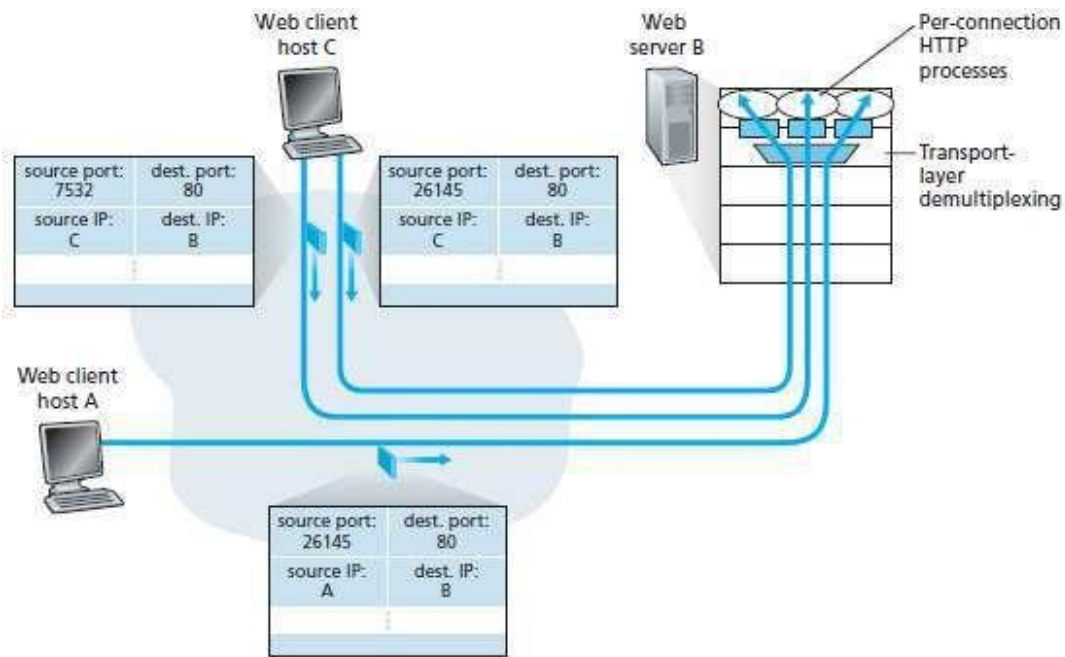 Web client
host C
Web
server B
Per-connection
HTTP
processes
Transport-
layer
demultiplexing
source port:
7532
dest. port:
80
source IP:
C
dest. IP:
B
source port:
26145
dest. port:
80
source IP:
C
dest. IP:
B
Web client
host A
source port:
26145
dest. port:
80
source IP:
A
dest. IP:
B